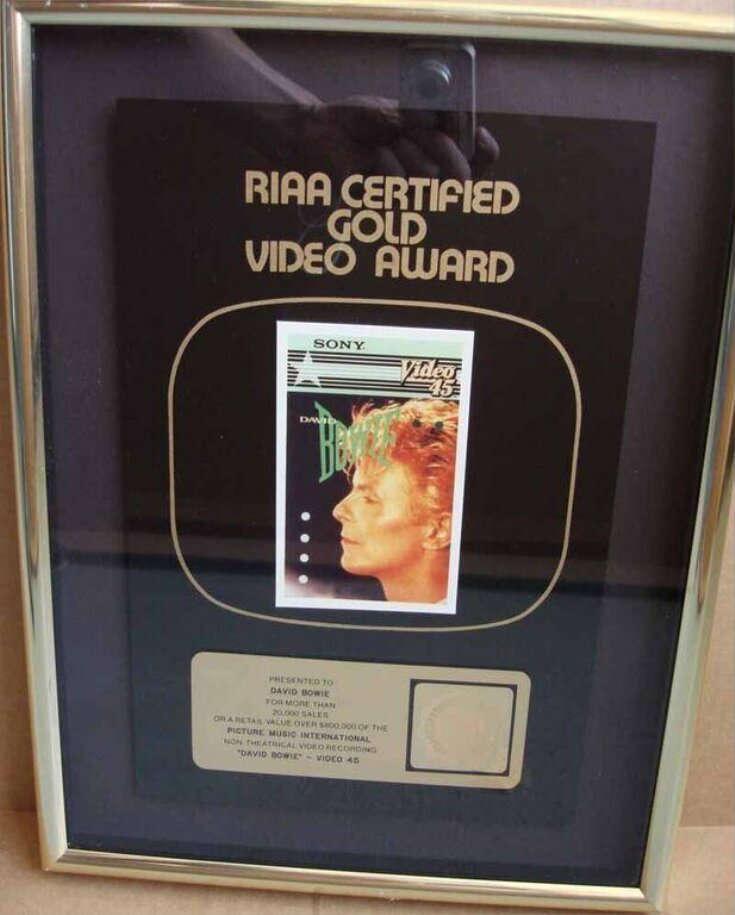 RIAA CERTIFIED
GOLD
VIDEO AWARD
SONY
Video
45
DAVID
BOWIE
PRESENTED TO
DAVID BOWIE
FOR MORE THAN
20,000 SALES
OR A RETAIL VALUE OVER $800,000 OF THE
PICTURE MUSIC INTERNATIONAL
NON-THEATRICAL VIDEO RECORDING
"DAVID BOWIE" - VIDEO 45